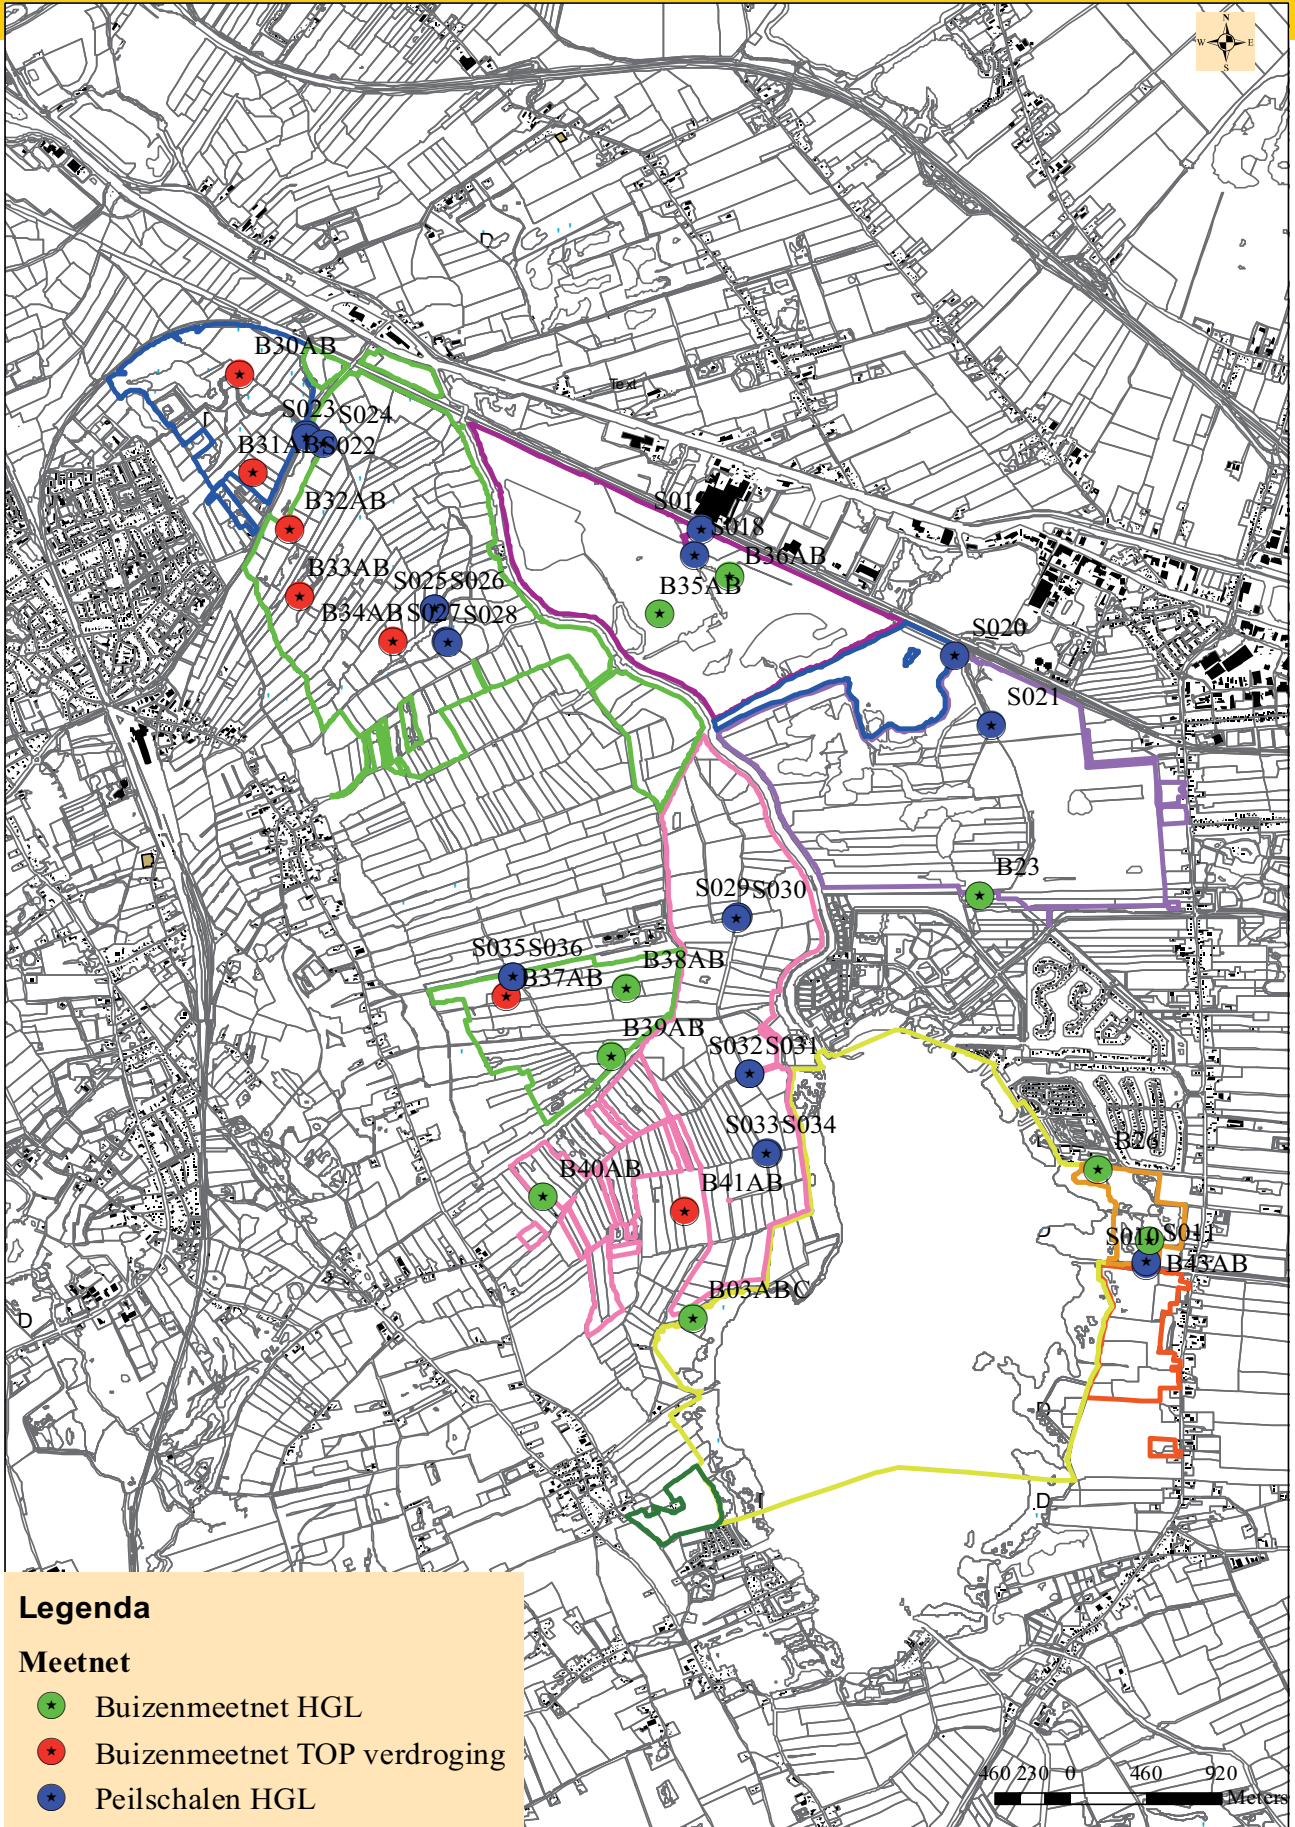 N
W E
S
D
B30AB
Text
S023 S024
B31AB S022
B32AB
S018
B36AB
B33AB
S025 S026
B35AB
B34AB S027 S028
S020
S021
B23
S029 S030
S035 S036
B38AB
B37AB
B39AB
S032 S031
S033 S034
B26
B40AB
B41AB
D
S010 S011
B43AB
B03ABC
D
D
D
Legenda
Meetnet
Buizenmeetnet HGL
Buizenmeetnet TOP verdroging
Peilschalen HGL
460 230 0 460 920
Meters